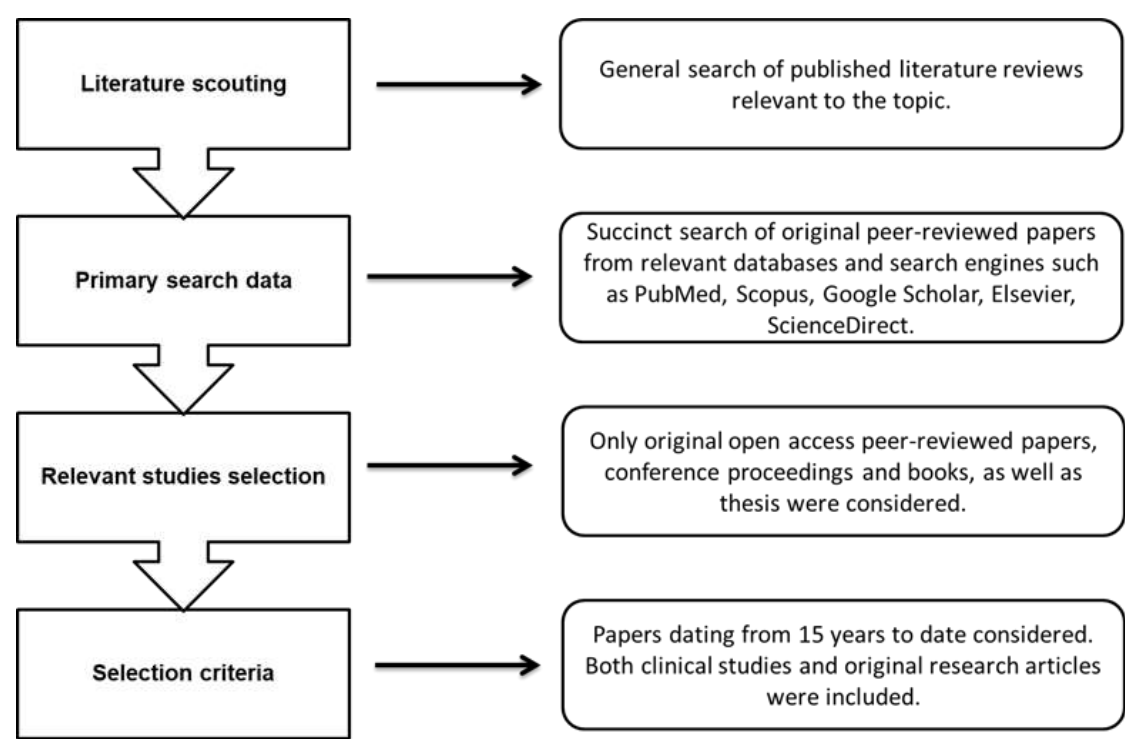 Literature scouting
General search of published literature reviews
relevant to the topic.
Primary search data
Succinct search of original peer-reviewed papers
from relevant databases and search engines such
as PubMed, Scopus, Google Scholar, Elsevier,
ScienceDirect.
Relevant studies selection
Only original open access peer-reviewed papers,
conference proceedings and books, as well as
thesis were considered.
Selection criteria
Papers dating from 15 years to date considered.
Both clinical studies and original research articles
were included.